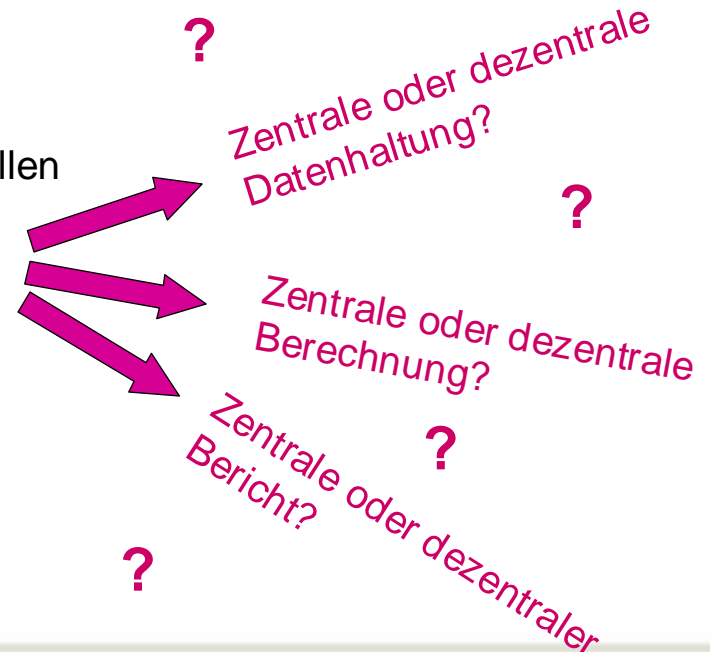 ?
Zentrale oder dezentrale
Datenhaltung?
llen
?
Zentrale oder dezentrale
Berechnung?
?
Zentrale oder dezentraler
Bericht?
?